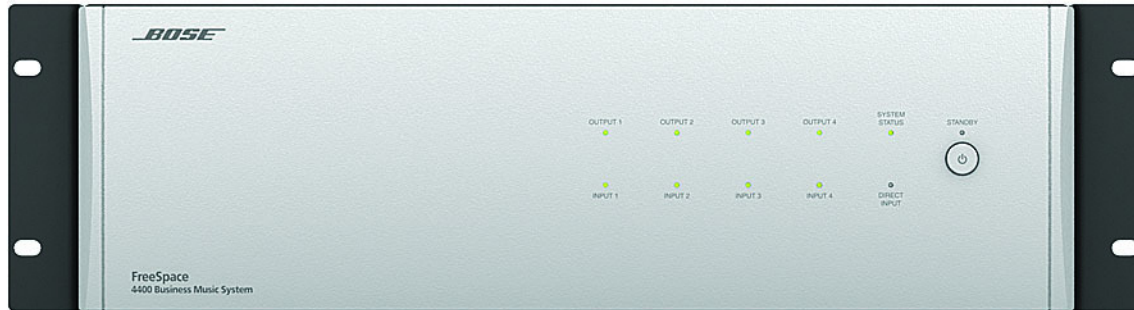 BOSE
OUTPUT 1
OUTPUT 2
OUTPUT 3
OUTPUT 4
SYSTEM
STATUS
STANDBY
INPUT 1
INPUT 2
INPUT 3
INPUT 4
DIRECT
INPUT
FreeSpace
4400 Business Music System